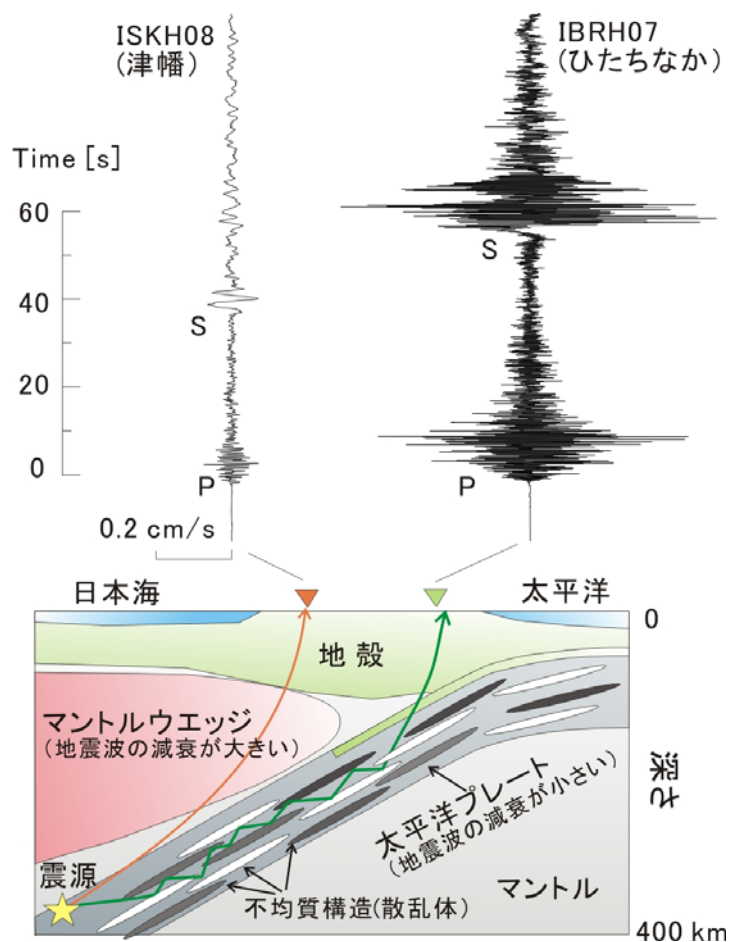 ISKH08
(津幡)
IBRH07
(ひたちなか)
Time [s]
60
40
20
0
S
P
S
P
0.2 cm/s
日本海
太平洋
0
地殻
マントルウエッジ
(地震波の減衰が大きい)
深さ
太平洋プレート
(地震波の減衰が小さい)
震源
不均質構造(散乱体)
マントル
400 km